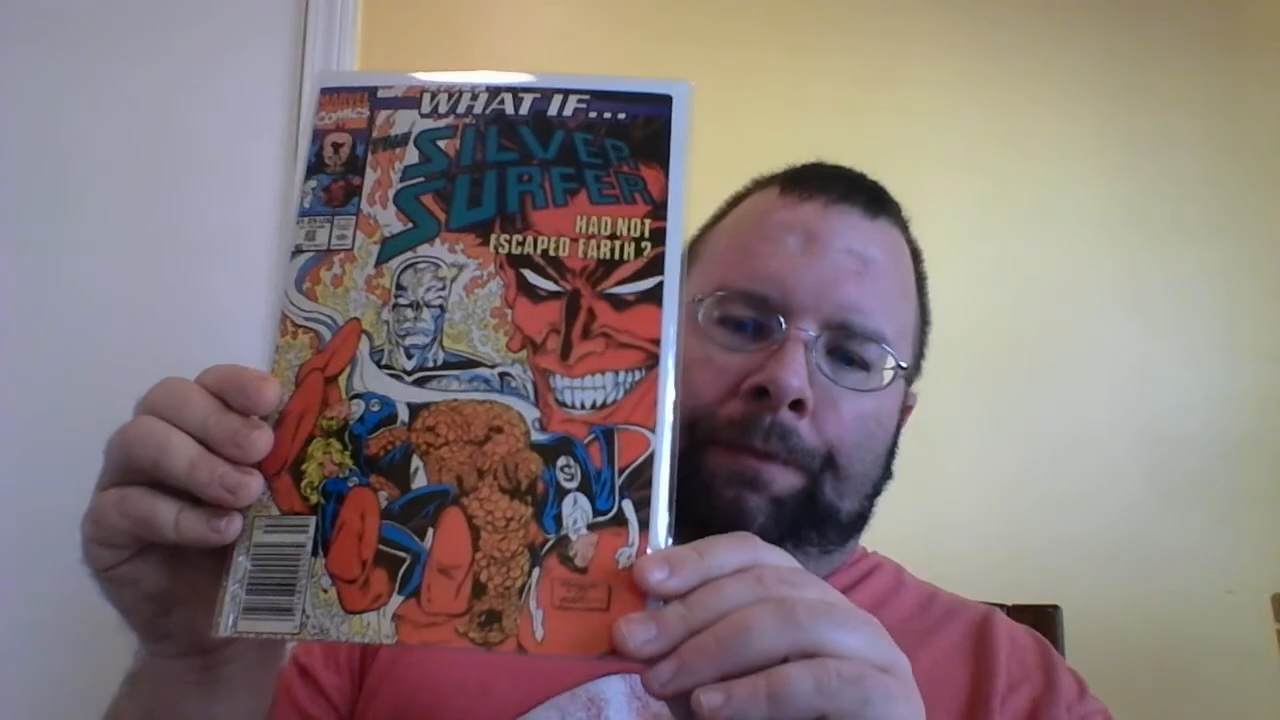 WHAT IF...
MARVEL
COMICS
THE
SILVER
SURFER
HAD NOT
ESCAPED EARTH?